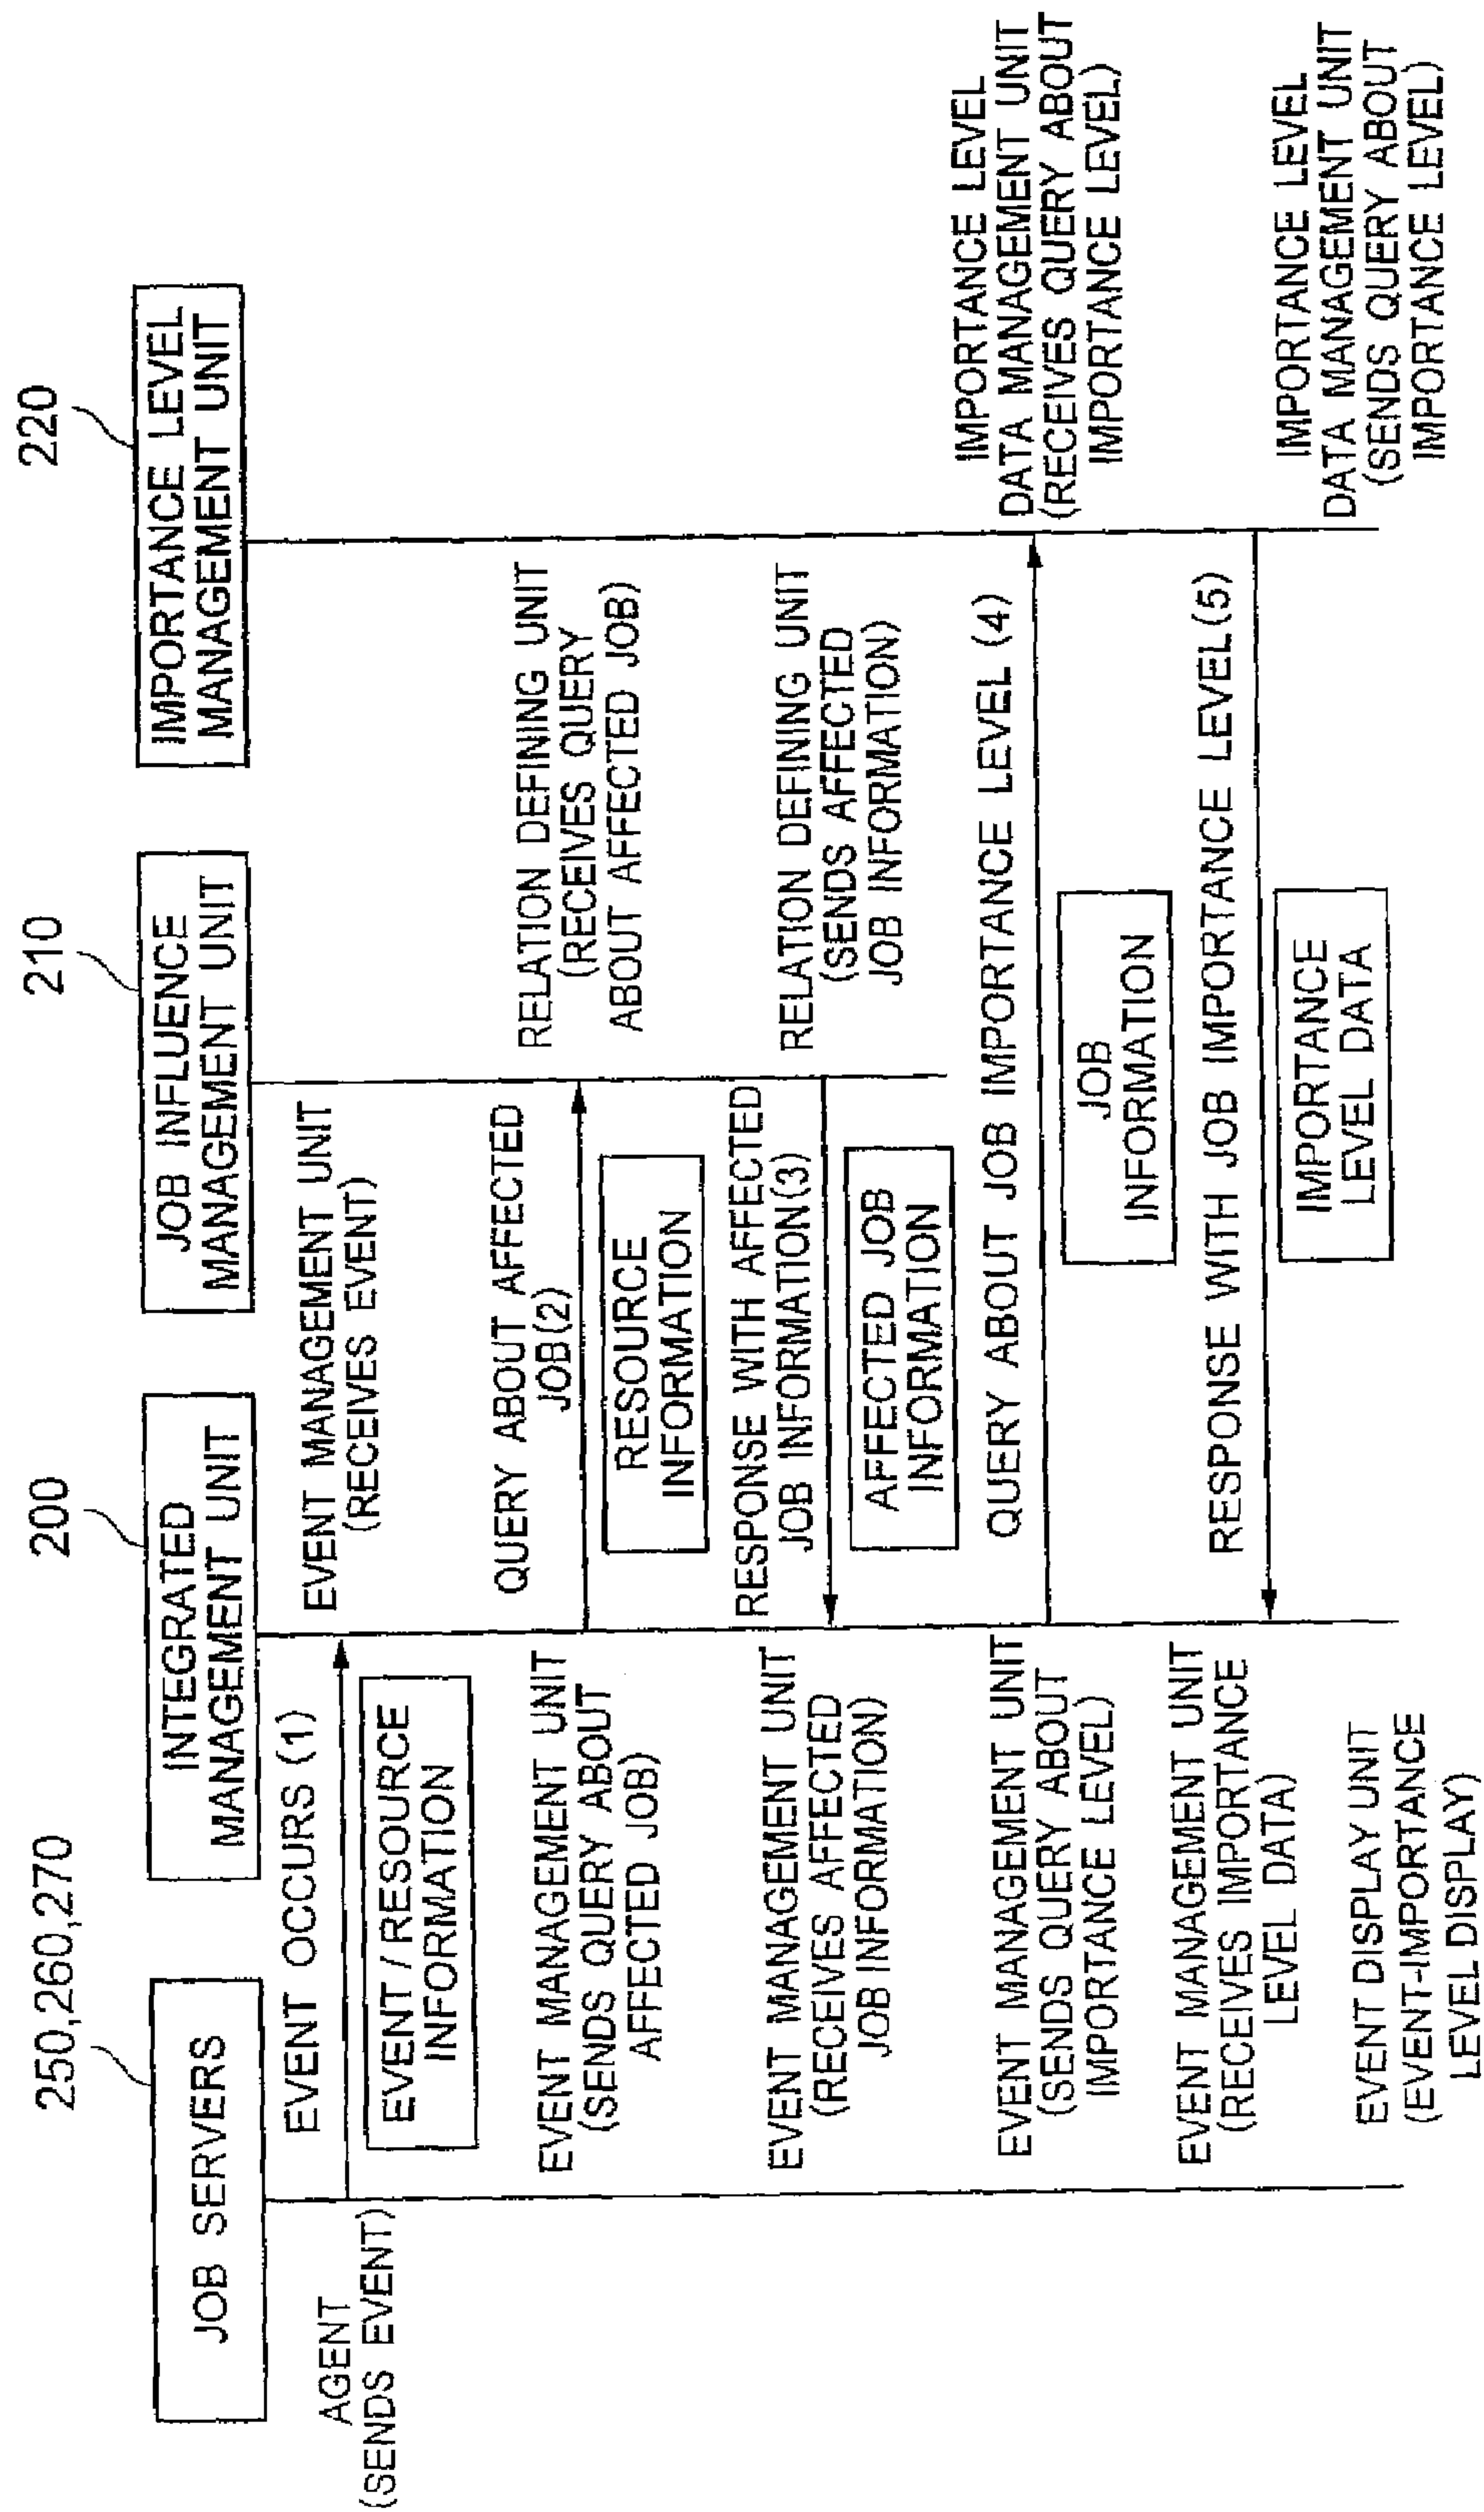 250,260,270
JOB SERVERS
200
INTEGRATED
MANAGEMENT UNIT
210
JOB INFLUENCE
MANAGEMENT UNIT
220
IMPORTANCE LEVEL
MANAGEMENT UNIT
AGENT
(SENDS EVENT)
EVENT OCCURS (1)
EVENT / RESOURCE
INFORMATION
EVENT MANAGEMENT UNIT
(RECEIVES EVENT)
EVENT MANAGEMENT UNIT
(SENDS QUERY ABOUT
AFFECTED JOB)
QUERY ABOUT AFFECTED
JOB(2)
RESOURCE
INFORMATION
RELATION DEFINING UNIT
(RECEIVES QUERY
ABOUT AFFECTED JOB)
EVENT MANAGEMENT UNIT
(RECEIVES AFFECTED
JOB INFORMATION)
RESPONSE WITH AFFECTED
JOB INFORMATION(3)
AFFECTED JOB
INFORMATION
RELATION DEFINING UNIT
(SENDS AFFECTED
JOB INFORMATION)
EVENT MANAGEMENT UNIT
(SENDS QUERY ABOUT
IMPORTANCE LEVEL)
QUERY ABOUT JOB IMPORTANCE LEVEL (4)
JOB
INFORMATION
IMPORTANCE LEVEL
DATA MANAGEMENT UNIT
(RECEIVES QUERY ABOUT
IMPORTANCE LEVEL)
EVENT MANAGEMENT UNIT
(RECEIVES IMPORTANCE
LEVEL DATA)
RESPONSE WITH JOB IMPORTANCE LEVEL(5)
IMPORTANCE
LEVEL DATA
IMPORTANCE LEVEL
DATA MANAGEMENT UNIT
(SENDS QUERY ABOUT
IMPORTANCE LEVEL)
EVENT DISPLAY UNIT
(EVENT-IMPORTANCE
LEVEL DISPLAY)